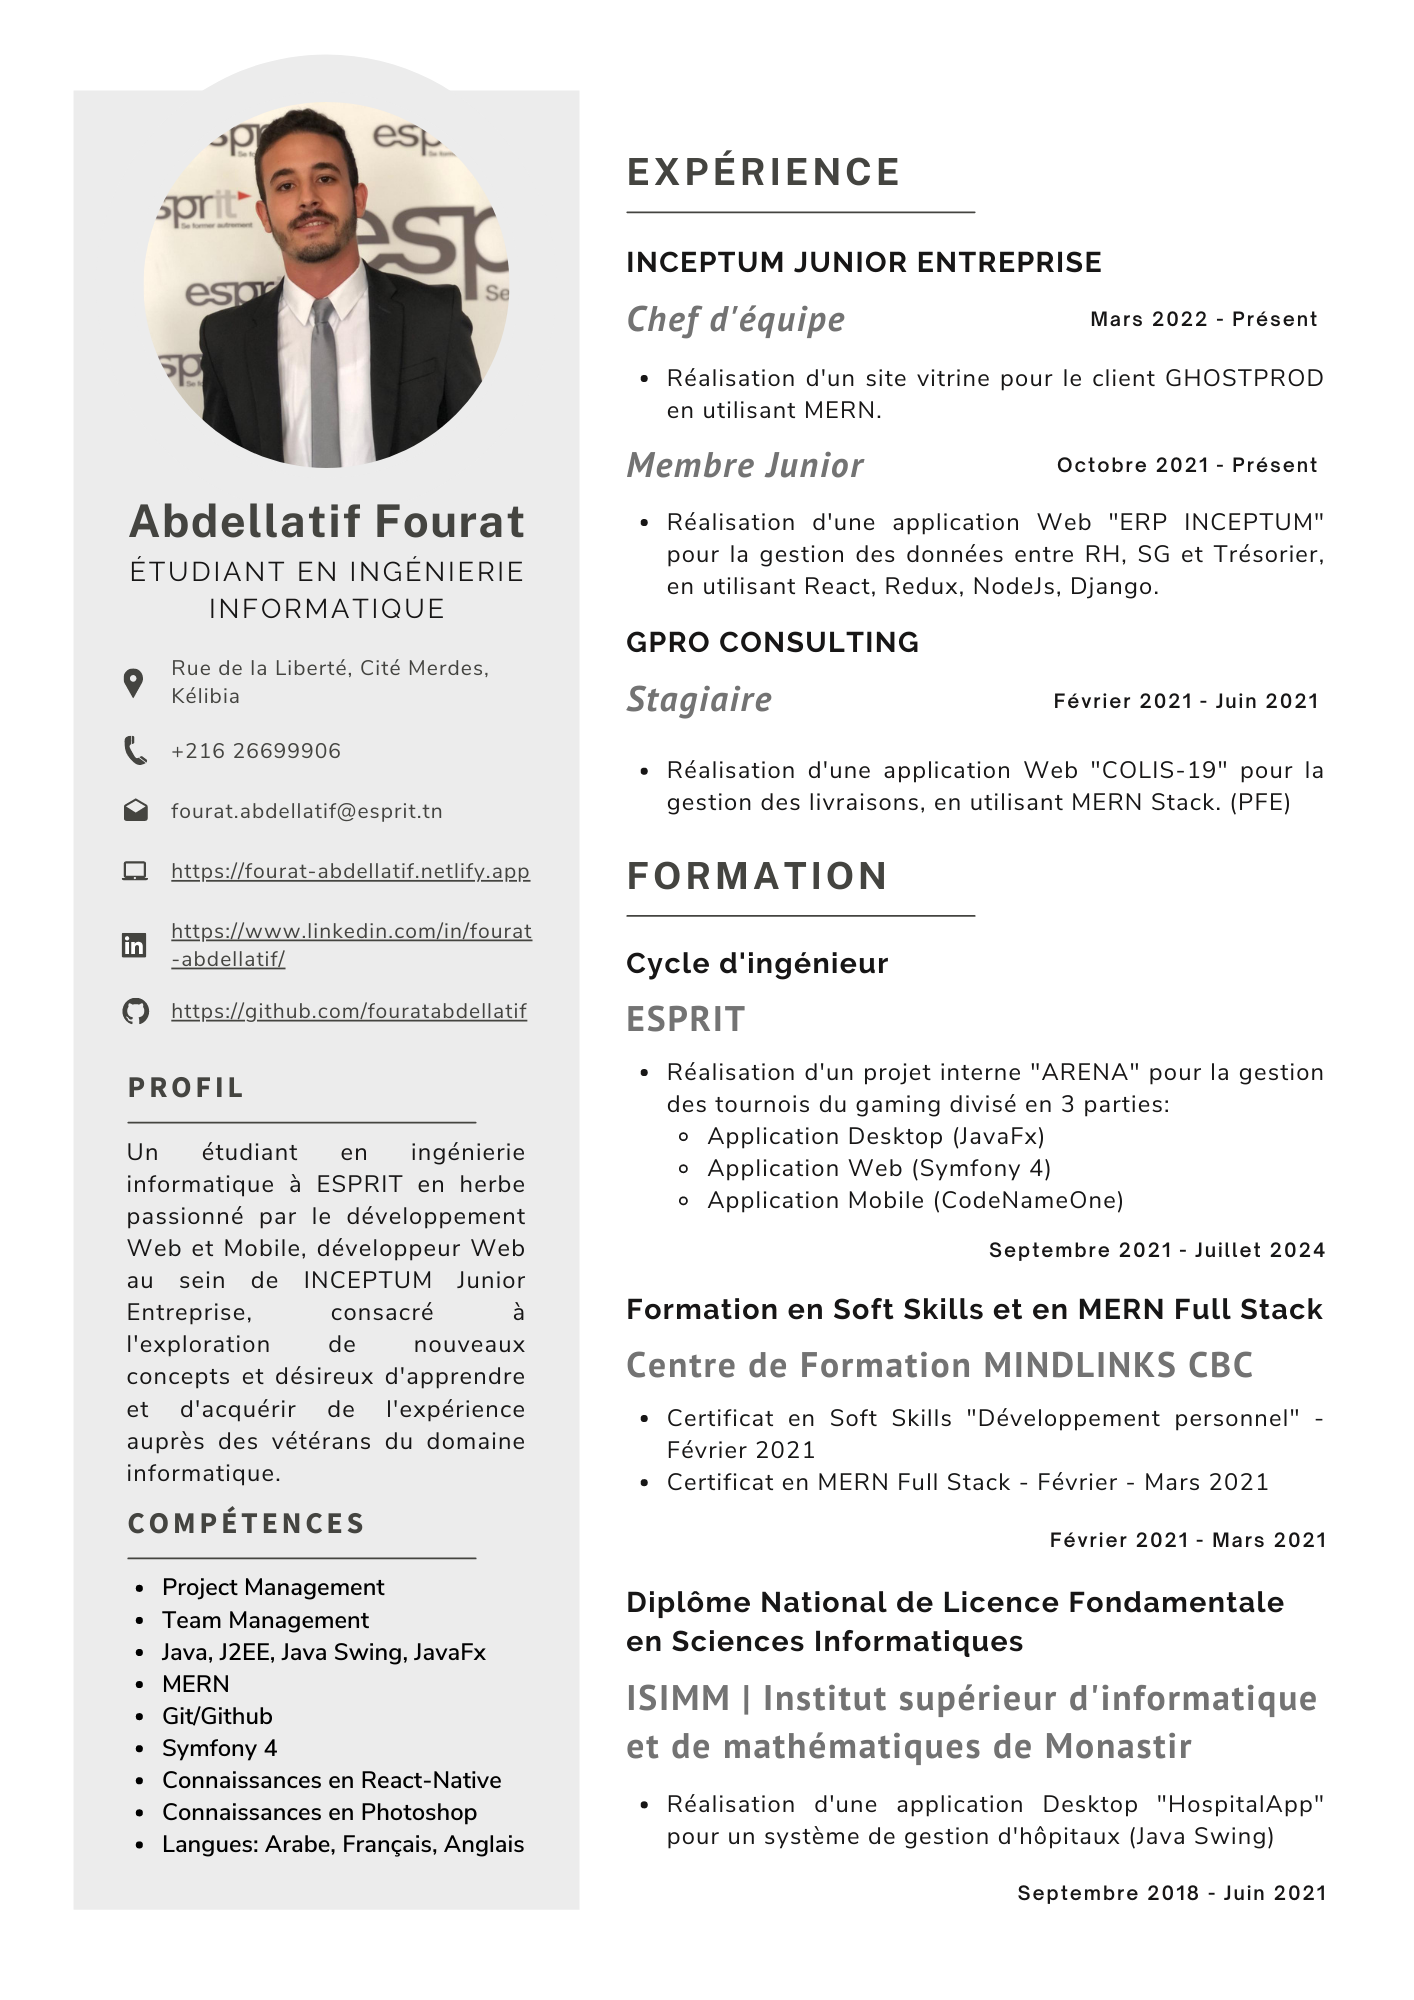 Abdellatif Fourat
ÉTUDIANT EN INGÉNIERIE
INFORMATIQUE
Rue de la Liberté, Cité Merdes,
Kélibia
+216 26699906
fourat.abdellatif@esprit.tn
https://fourat-abdellatif.netlify.app
https://www.linkedin.com/in/fourat
-abdellatif/
https://github.com/fouratabdellatif
PROFIL
Un étudiant en ingénierie
informatique à ESPRIT en herbe
passionné par le développement
Web et Mobile, développeur Web
au sein de INCEPTUM Junior
Entreprise, consacré à
l'exploration de nouveaux
concepts et désireux d'apprendre
et d'acquérir de l'expérience
auprès des vétérans du domaine
informatique.
COMPÉTENCES
• Project Management
• Team Management
• Java, J2EE, Java Swing, JavaFx
• MERN
• Git/Github
• Symfony 4
• Connaissances en React-Native
• Connaissances en Photoshop
• Langues: Arabe, Français, Anglais
EXPÉRIENCE
INCEPTUM JUNIOR ENTREPRISE
Chef d'équipe Mars 2022 - Présent
• Réalisation d'un site vitrine pour le client GHOSTPROD
en utilisant MERN.
Membre Junior Octobre 2021 - Présent
• Réalisation d'une application Web "ERP INCEPTUM"
pour la gestion des données entre RH, SG et Trésorier,
en utilisant React, Redux, NodeJs, Django.
GPRO CONSULTING
Stagiaire Février 2021 - Juin 2021
• Réalisation d'une application Web "COLIS-19" pour la
gestion des livraisons, en utilisant MERN Stack. (PFE)
FORMATION
Cycle d'ingénieur
ESPRIT
• Réalisation d'un projet interne "ARENA" pour la gestion
des tournois du gaming divisé en 3 parties:
◦ Application Desktop (JavaFx)
◦ Application Web (Symfony 4)
◦ Application Mobile (CodeNameOne)
Septembre 2021 - Juillet 2024
Formation en Soft Skills et en MERN Full Stack
Centre de Formation MINDLINKS CBC
• Certificat en Soft Skills "Développement personnel" -
Février 2021
• Certificat en MERN Full Stack - Février - Mars 2021
Février 2021 - Mars 2021
Diplôme National de Licence Fondamentale
en Sciences Informatiques
ISIMM | Institut supérieur d'informatique
et de mathématiques de Monastir
• Réalisation d'une application Desktop "HospitalApp"
pour un système de gestion d'hôpitaux (Java Swing)
Septembre 2018 - Juin 2021